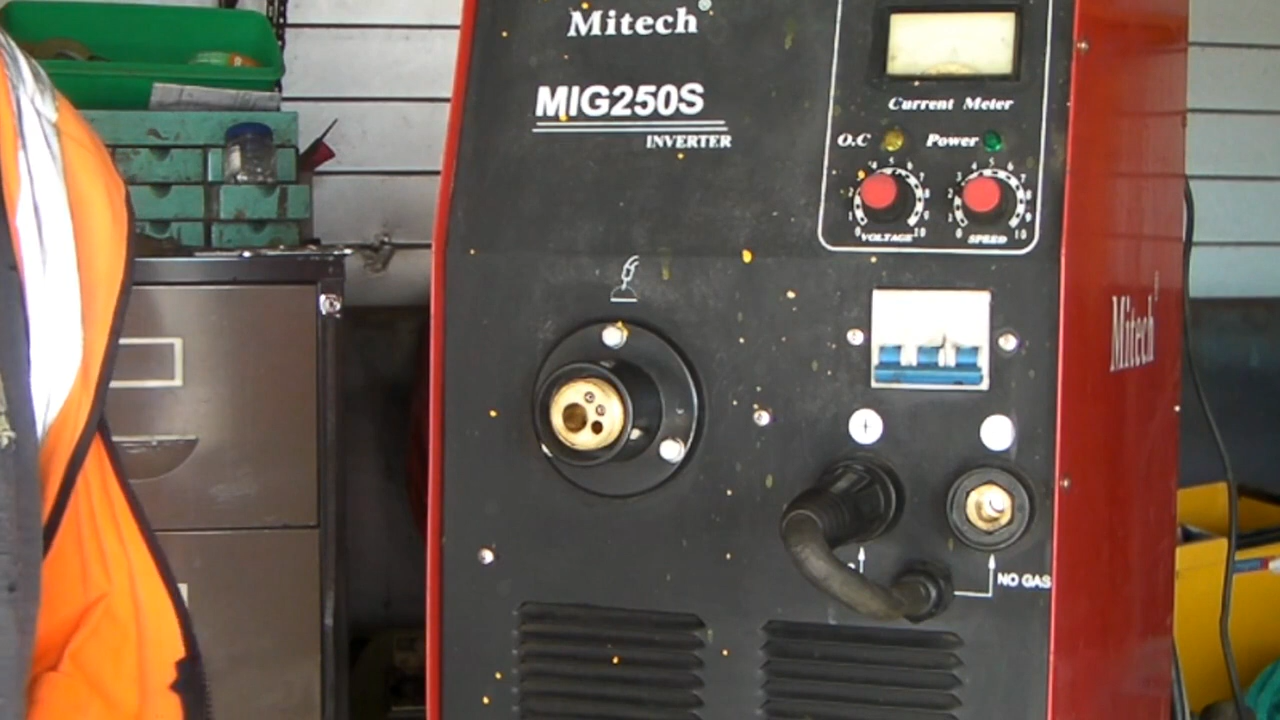 Mitech®
MIG250S
INVERTER
Current Meter
O.C Power
VOLTAGE
SPEED
Mitech
NO GAS